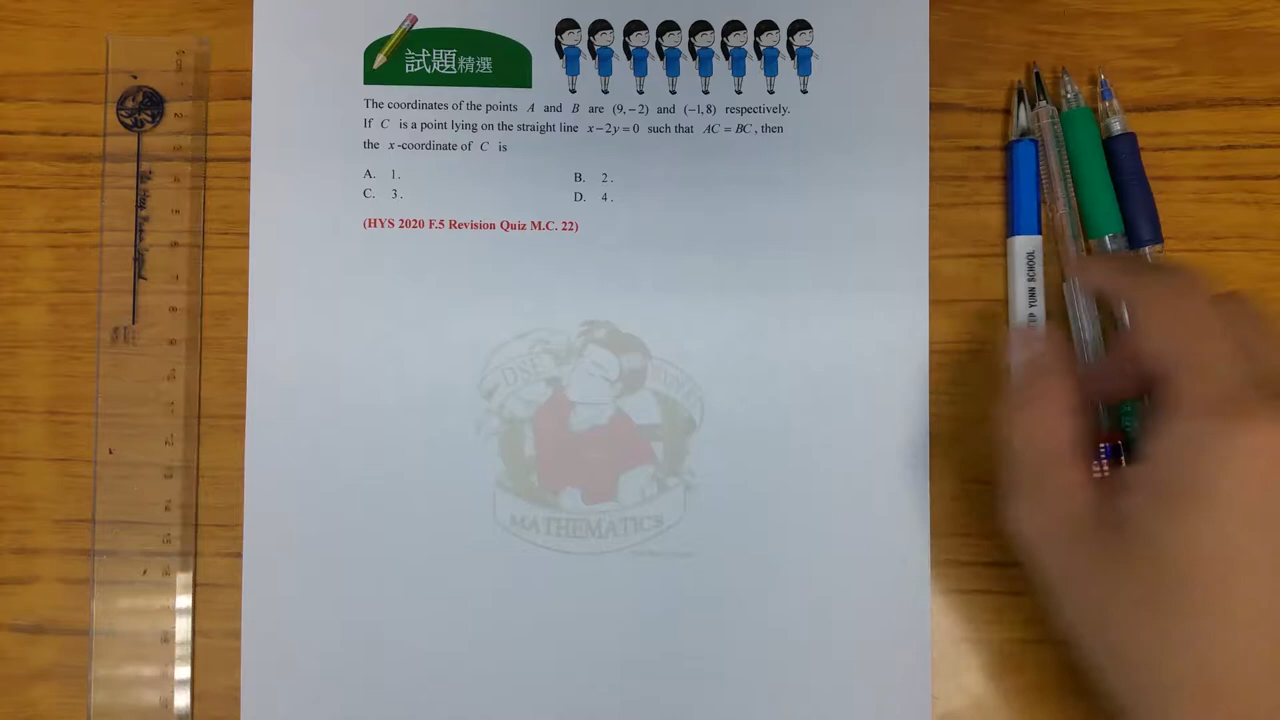 試題精選
The coordinates of the points A and B are (9,−2) and (−1,8) respectively.
If C is a point lying on the straight line x−2y=0 such that AC = BC, then
the x-coordinate of C is
A. 1.
B. 2.
C. 3.
D. 4.
(HYS 2020 F.5 Revision Quiz M.C. 22)
MATHEMATICS
YUNN SCHOOL